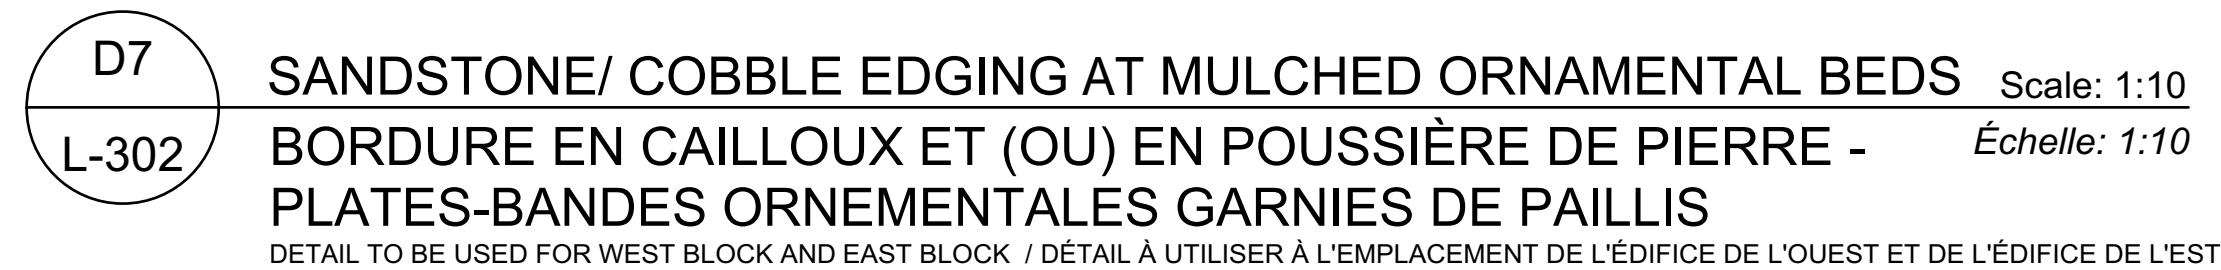 D7
SANDSTONE/ COBBLE EDGING AT MULCHED ORNAMENTAL BEDS Scale: 1:10
L-302
BORDURE EN CAILLOUX ET (OU) EN POUSSIÈRE DE PIERRE - Échelle: 1:10
PLATES-BANDES ORNEMENTALES GARNIES DE PAILLIS
DETAIL TO BE USED FOR WEST BLOCK AND EAST BLOCK / DÉTAIL À UTILISER À L'EMPLACEMENT DE L'ÉDIFICE DE L'OUEST ET DE L'ÉDIFICE DE L'EST